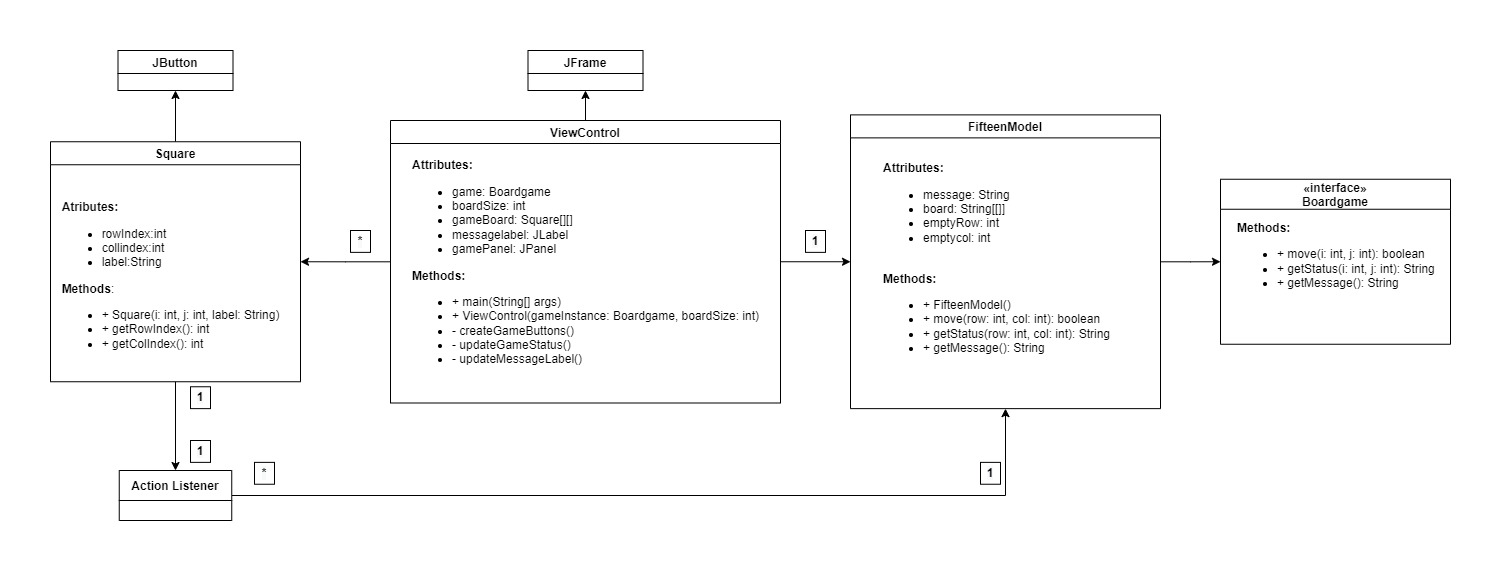 JButton
JFrame
Square
Atributes:
• rowIndex:int
• collindex:int
• label:String
Methods:
• + Square(i: int, j: int, label: String)
• + getRowIndex(): int
• + getColIndex(): int
*
ViewControl
Attributes:
• game: Boardgame
• boardSize: int
• gameBoard: Square[][]
• messagelabel: JLabel
• gamePanel: JPanel
Methods:
• + main(String[] args)
• + ViewControl(gameInstance: Boardgame, boardSize: int)
• - createGameButtons()
• - updateGameStatus()
• - updateMessageLabel()
1
FifteenModel
Attributes:
• message: String
• board: String[[]]
• emptyRow: int
• emptycol: int
Methods:
• + FifteenModel()
• + move(row: int, col: int): boolean
• + getStatus(row: int, col: int): String
• + getMessage(): String
«interface»
Boardgame
Methods:
• + move(i: int, j: int): boolean
• + getStatus(i: int, j: int): String
• + getMessage(): String
1
1
Action Listener
*
1